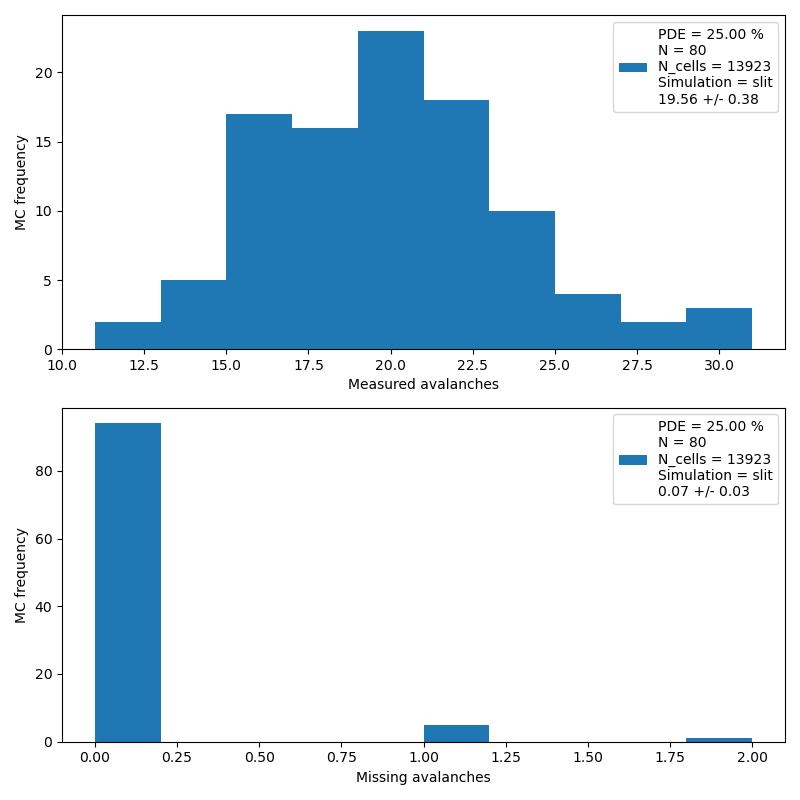 PDE = 25.00 %
N = 80
N_cells = 13923
Simulation = slit
19.56 +/- 0.38
MC frequency
20
15
10
5
0
10.0 12.5 15.0 17.5 20.0 22.5 25.0 27.5 30.0
Measured avalanches
PDE = 25.00 %
N = 80
N_cells = 13923
Simulation = slit
0.07 +/- 0.03
MC frequency
80
60
40
20
0
0.00 0.25 0.50 0.75 1.00 1.25 1.50 1.75 2.00
Missing avalanches